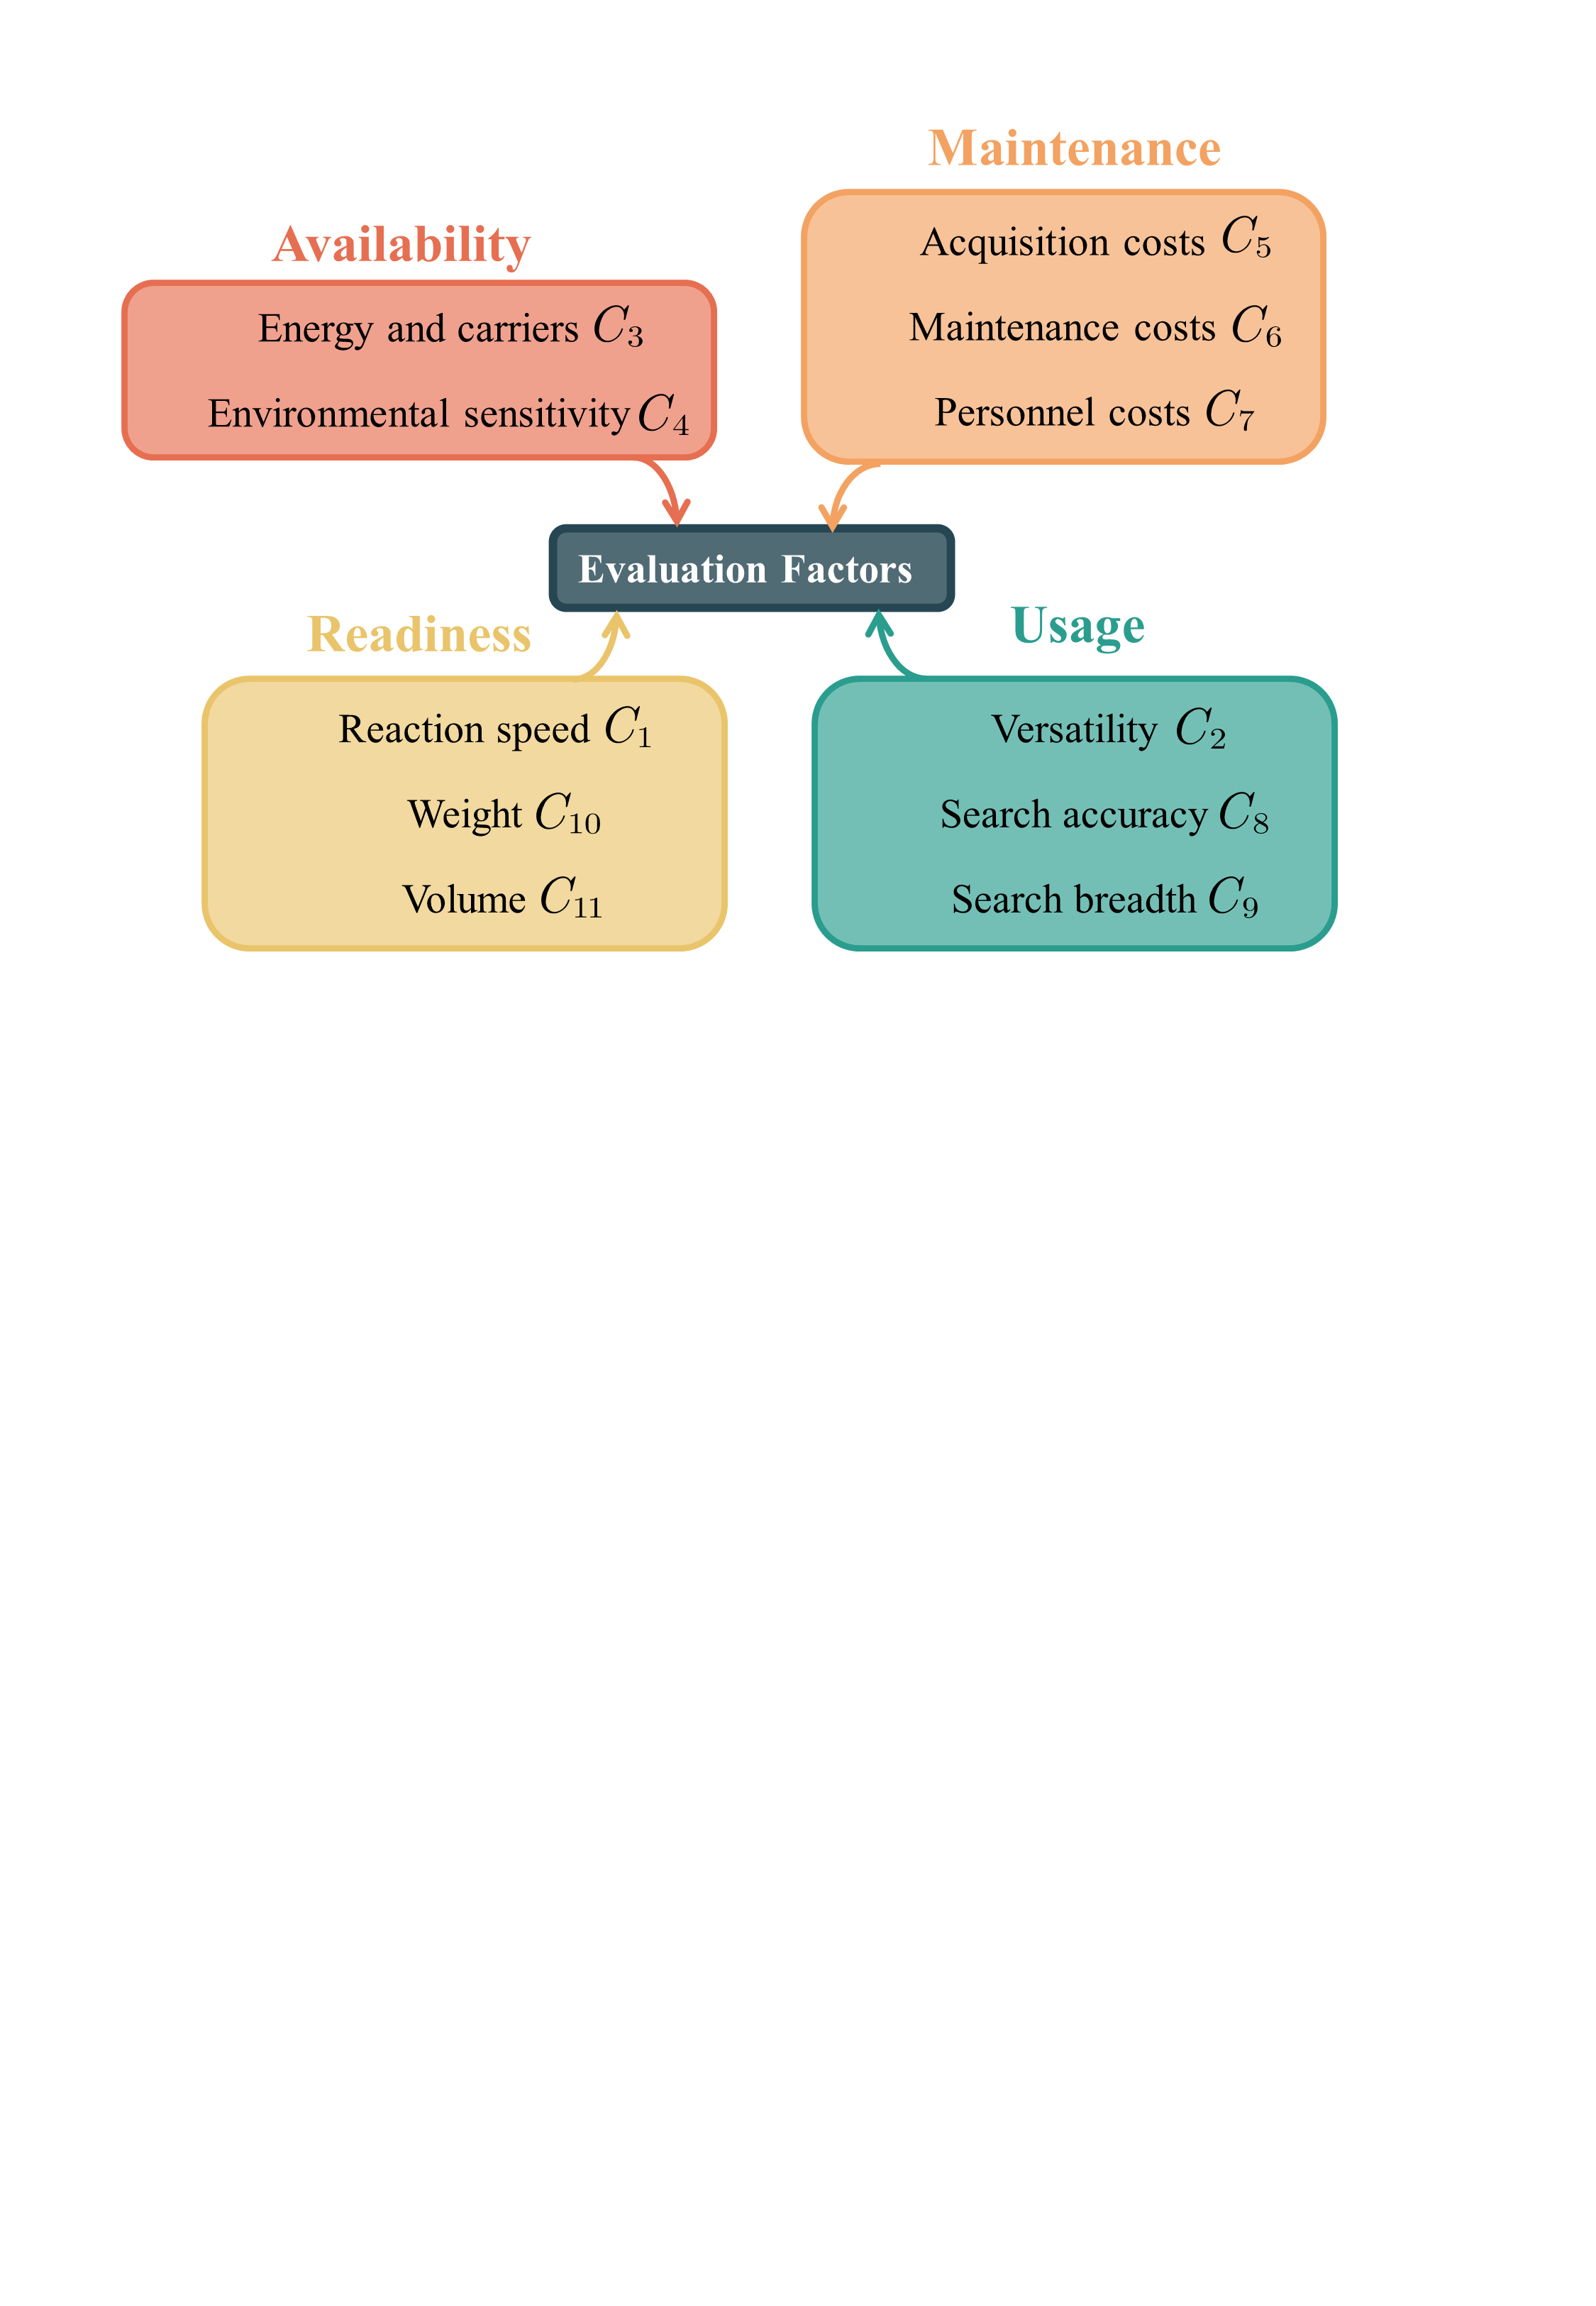 Availability
Energy and carriers C₃
Environmental sensitivity C₄
Maintenance
Acquisition costs C₅
Maintenance costs C₆
Personnel costs C₇
Evaluation Factors
Readiness
Reaction speed C₁
Weight C₁₀
Volume C₁₁
Usage
Versatility C₂
Search accuracy C₈
Search breadth C₉